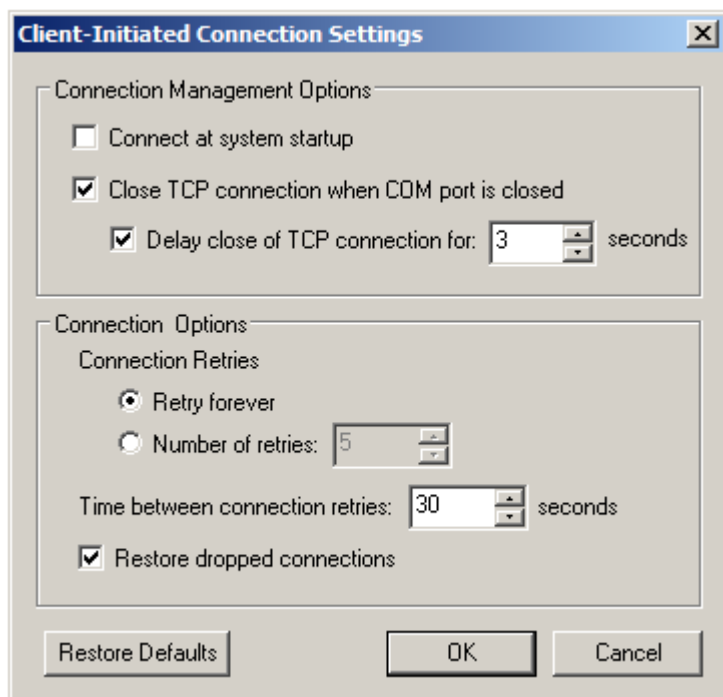 Client-Initiated Connection Settings
Connection Management Options
Connect at system startup
Close TCP connection when COM port is closed
Delay close of TCP connection for: 3 seconds
Connection Options
Connection Retries
Retry forever
Number of retries: 5
Time between connection retries: 30 seconds
Restore dropped connections
Restore Defaults OK Cancel